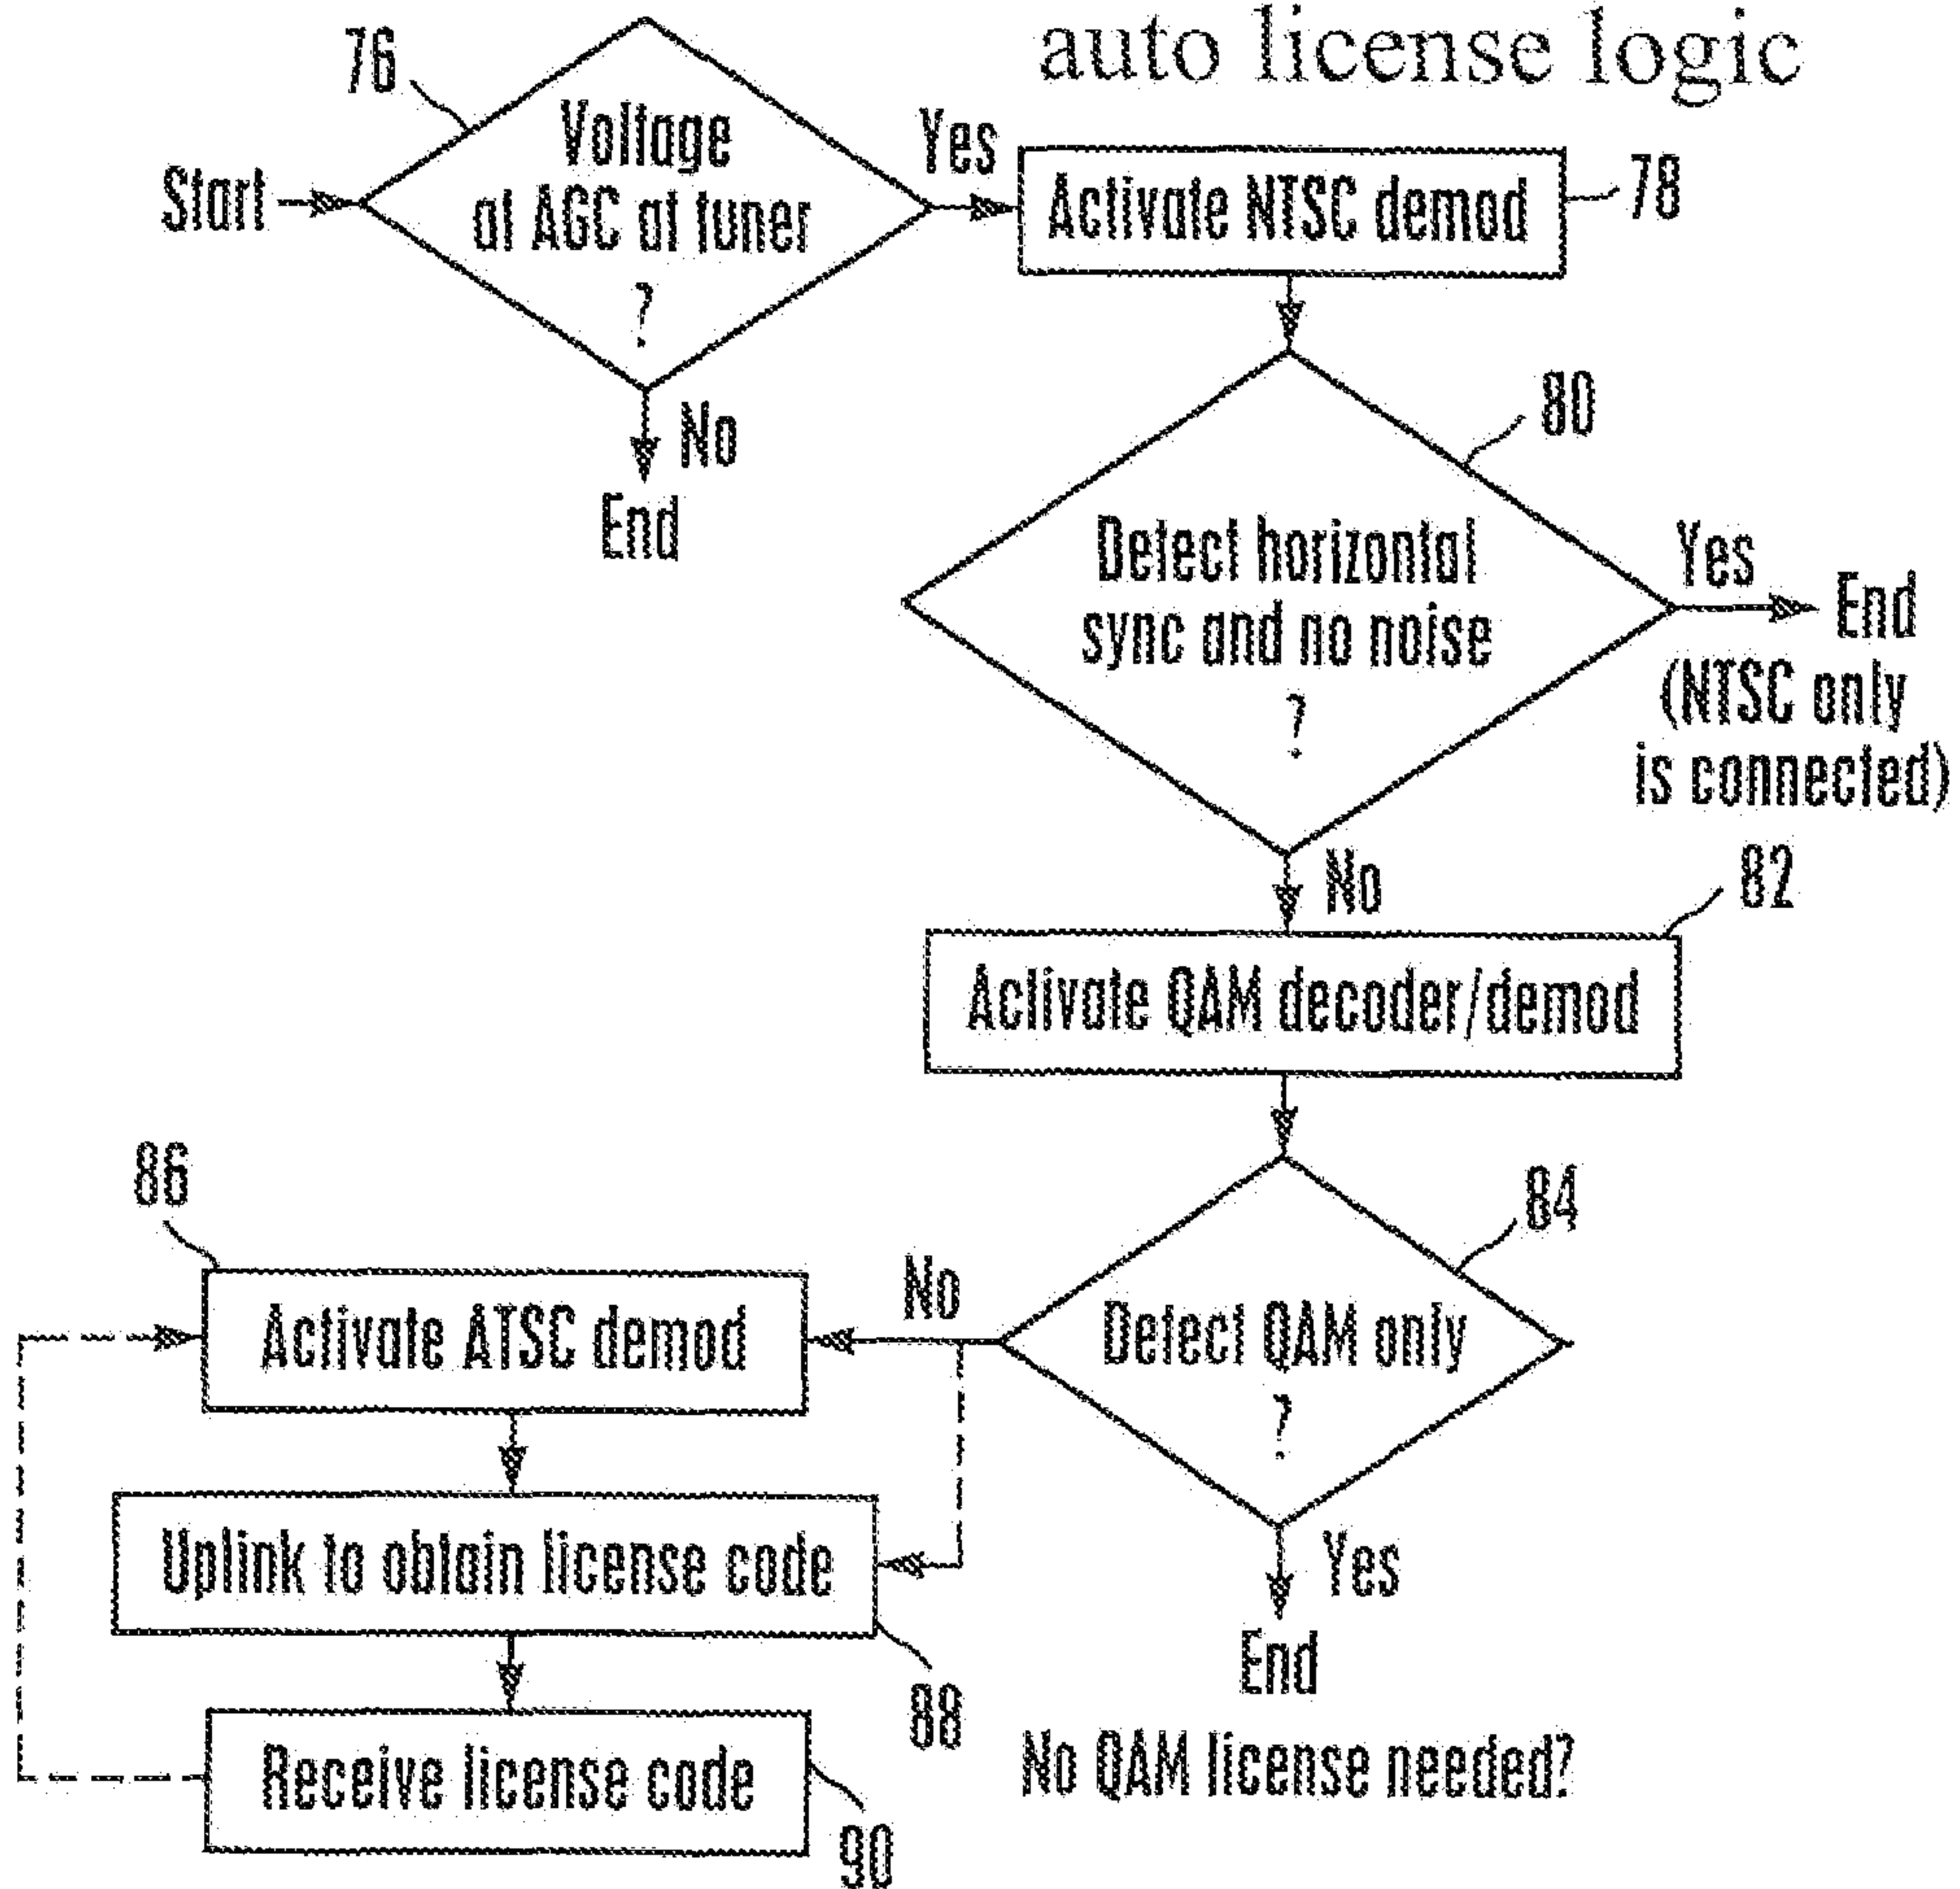 auto license logic
76
Start
Voltage
at AGC at tuner
?
Yes
No
End
Activate NTSC demod
78
80
Detect horizontal
sync and no noise
?
Yes
End
(NTSC only
is connected)
No
82
Activate QAM decoder/demod
84
Detect QAM only
?
No
Yes
End
No QAM license needed?
86
Activate ATSC demod
Uplink to obtain license code
88
Receive license code
90